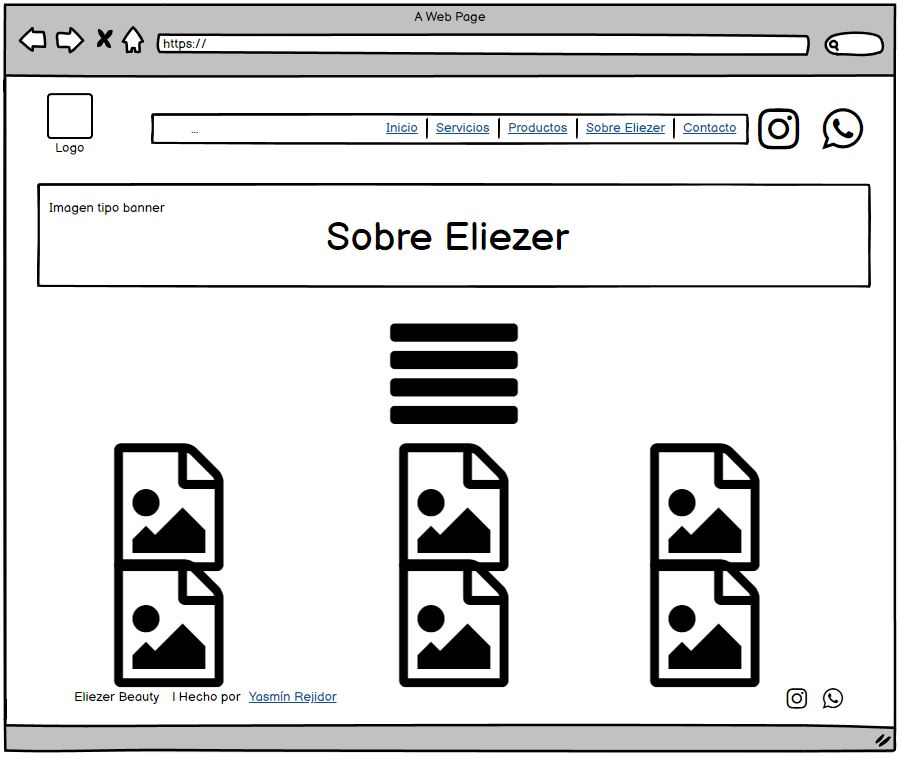 A Web Page
https://
Logo
...
Inicio | Servicios | Productos | Sobre Eliezer | Contacto
Imagen tipo banner
Sobre Eliezer
Eliezer Beauty | Hecho por Yasmín Rejidor